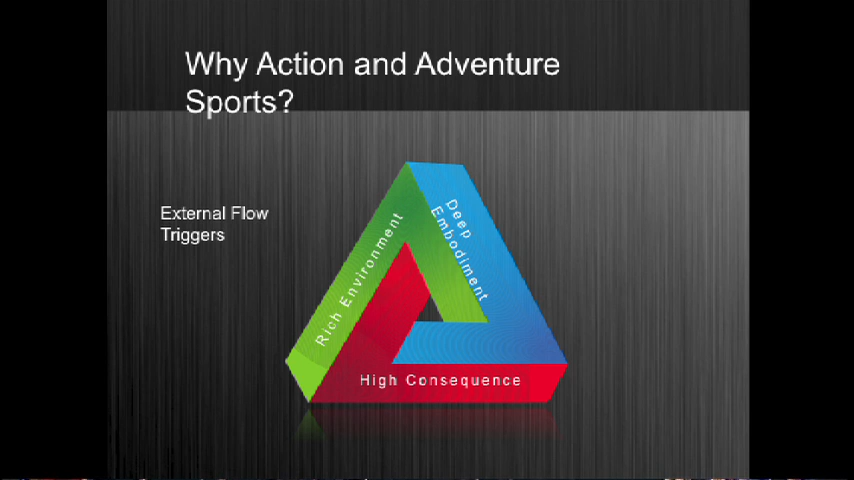 Why Action and Adventure
Sports?
External Flow
Triggers
Rich Environment
Deep
Embodiment
High Consequence